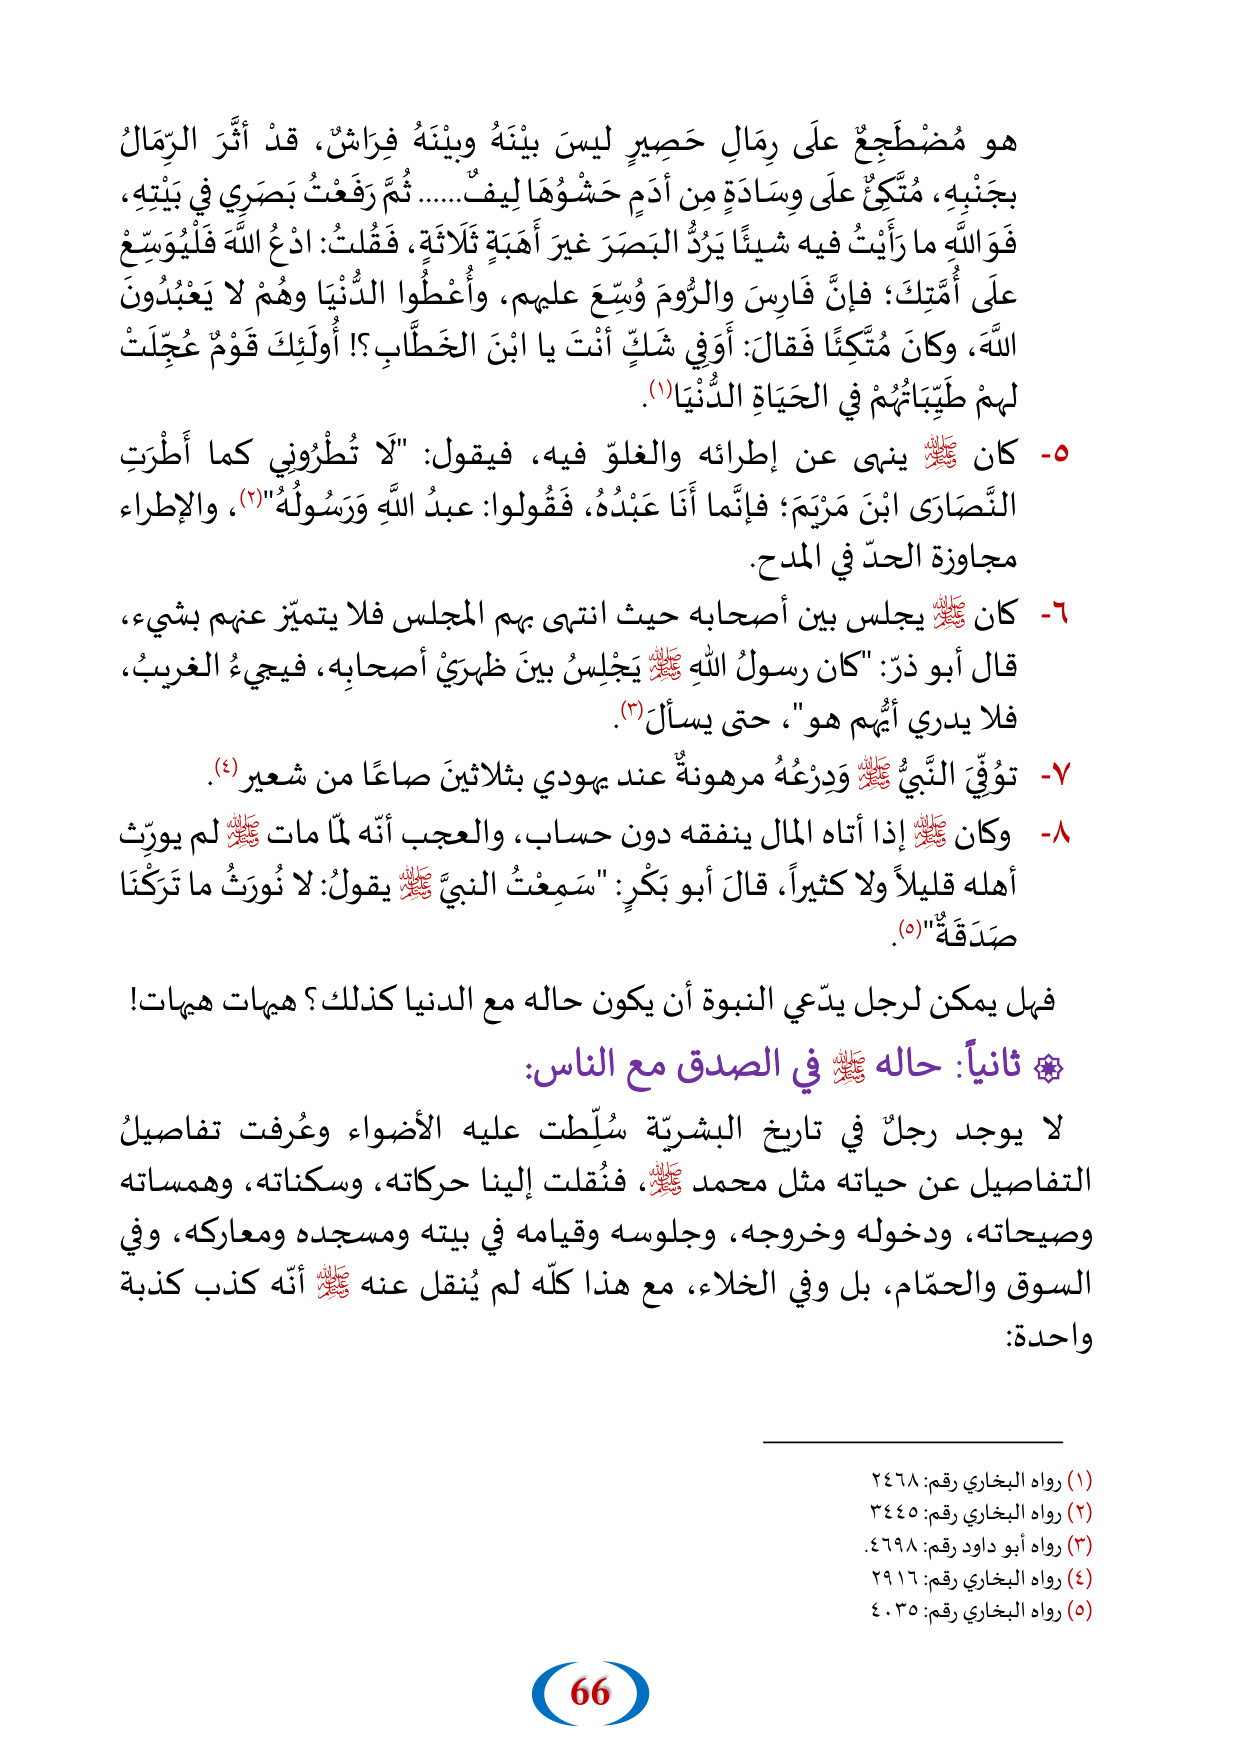 هو مُضْطَجِعٌ علَى رِمَالِ حَصِيرٍ ليسَ بيْنَهُ وبيْنَهُ فِرَاشٌ، قدْ أثَّرَ الرِّمَالُ
بجَنْبِهِ، مُتَّكِئٌ علَى وِسَادَةٍ مِن أدَمٍ حَشْوُهَا لِيفٌ...... ثُمَّ رَفَعْتُ بَصَرِي في بَيْتِهِ،
فَوَاللَّهِ ما رَأَيْتُ فيه شيئًا يَرُدُّ البَصَرَ غيرَ أَهَبَةٍ ثَلَاثَةٍ، فَقُلتُ: ادْعُ اللَّهَ فَلْيُوَسِّعْ
علَى أُمَّتِكَ؛ فإنَّ فَارِسَ والرُّومَ وُسِّعَ عليهم، وأُعْطُوا الدُّنْيَا وهُمْ لا يَعْبُدُونَ
اللَّهَ، وكانَ مُتَّكِئًا فَقالَ: أَوَفِي شَكٍّ أنْتَ يا ابْنَ الخَطَّابِ؟! أُولَئِكَ قَوْمٌ عُجِّلَتْ
لهمْ طَيِّبَاتُهُمْ في الحَيَاةِ الدُّنْيَا(١).
٥- كان ﷺ ينهى عن إطرائه والغلوّ فيه، فيقول: "لَا تُطْرُونِي كما أَطْرَتِ
النَّصَارَى ابْنَ مَرْيَمَ؛ فإنَّما أَنَا عَبْدُهُ، فَقُولوا: عبدُ اللَّهِ وَرَسُولُهُ"(٢)، والإطراء
مجاوزة الحدّ في المدح.
٦- كان ﷺ يجلس بين أصحابه حيث انتهى بهم المجلس فلا يتميّز عنهم بشيء،
قال أبو ذرّ: "كان رسولُ اللهِ ﷺ يَجْلِسُ بينَ ظهرَيْ أصحابِه، فيجيءُ الغريبُ،
فلا يدري أيُّهم هو"، حتى يسألَ(٣).
٧- توُفِّيَ النَّبيُّ ﷺ وَدِرْعُهُ مرهونةٌ عند يهودي بثلاثينَ صاعًا من شعير(٤).
٨- وكان ﷺ إذا أتاه المال ينفقه دون حساب، والعجب أنّه لمّا مات ﷺ لم يورِّث
أهله قليلاً ولا كثيراً، قالَ أبو بَكْرٍ: "سَمِعْتُ النبيَّ ﷺ يقولُ: لا نُورَثُ ما تَرَكْنَا
صَدَقَةٌ"(٥).
فهل يمكن لرجل يدّعي النبوة أن يكون حاله مع الدنيا كذلك؟ هيهات هيهات!
۞ ثانياً: حاله ﷺ في الصدق مع الناس:
لا يوجد رجلٌ في تاريخ البشريّة سُلِّطت عليه الأضواء وعُرفت تفاصيلُ
التفاصيل عن حياته مثل محمد ﷺ، فنُقلت إلينا حركاته، وسكناته، وهمساته
وصيحاته، ودخوله وخروجه، وجلوسه وقيامه في بيته ومسجده ومعاركه، وفي
السوق والحمّام، بل وفي الخلاء، مع هذا كلّه لم يُنقل عنه ﷺ أنّه كذب كذبة
واحدة:
(١) رواه البخاري رقم: ٢٤٦٨
(٢) رواه البخاري رقم: ٣٤٤٥
(٣) رواه أبو داود رقم: ٤٦٩٨.
(٤) رواه البخاري رقم: ٢٩١٦
(٥) رواه البخاري رقم: ٤٠٣٥
66